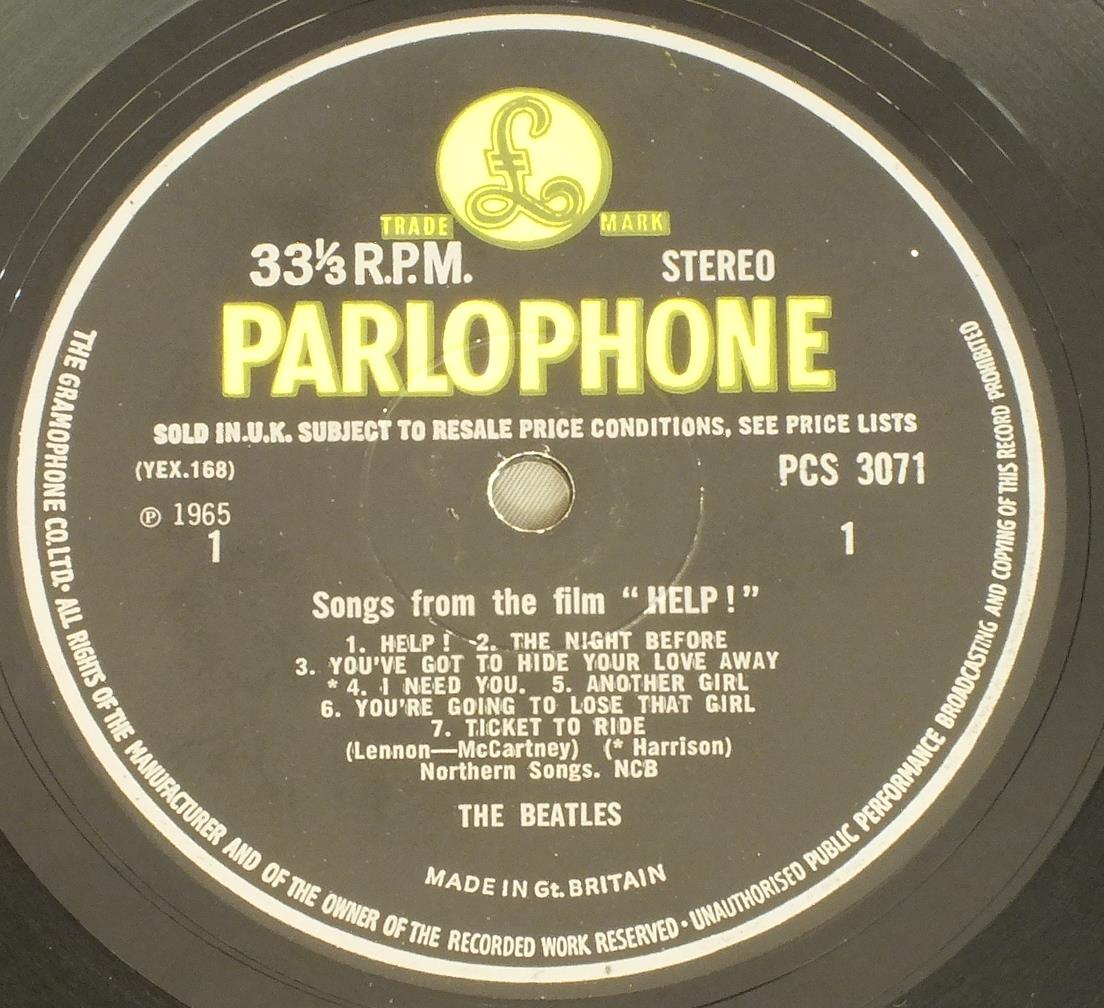 £
TRADE MARK
33⅓ R.P.M. STEREO
PARLOPHONE
SOLD IN.U.K. SUBJECT TO RESALE PRICE CONDITIONS, SEE PRICE LISTS
(YEX.168) PCS 3071
℗ 1965
1 1
Songs from the film “HELP!”
1. HELP! 2. THE NIGHT BEFORE
3. YOU'VE GOT TO HIDE YOUR LOVE AWAY
* 4. I NEED YOU. 5. ANOTHER GIRL
6. YOU'RE GOING TO LOSE THAT GIRL
7. TICKET TO RIDE
(Lennon—McCartney) (* Harrison)
Northern Songs. NCB
THE BEATLES
MADE IN Gt. BRITAIN
THE GRAMOPHONE CO. LTD. · ALL RIGHTS OF THE MANUFACTURER AND OF THE OWNER OF THE RECORDED WORK RESERVED · UNAUTHORISED PUBLIC PERFORMANCE BROADCASTING AND COPYING OF THIS RECORD PROHIBITED